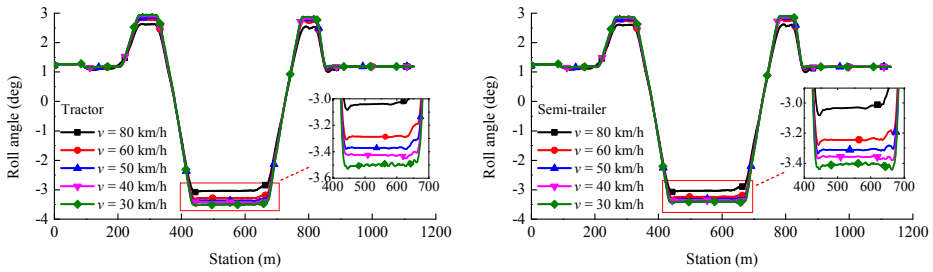 3
2
1
0
-1
-2
-3
-4
Roll angle (deg)
Tractor
v = 80 km/h
v = 60 km/h
v = 50 km/h
v = 40 km/h
v = 30 km/h
-3.0
-3.2
-3.4
-3.6
400 500 600 700
0 200 400 600 800 1000 1200
Station (m)
3
2
1
0
-1
-2
-3
-4
Roll angle (deg)
Semi-trailer
v = 80 km/h
v = 60 km/h
v = 50 km/h
v = 40 km/h
v = 30 km/h
-3.0
-3.2
-3.4
400 500 600 700
0 200 400 600 800 1000 1200
Station (m)